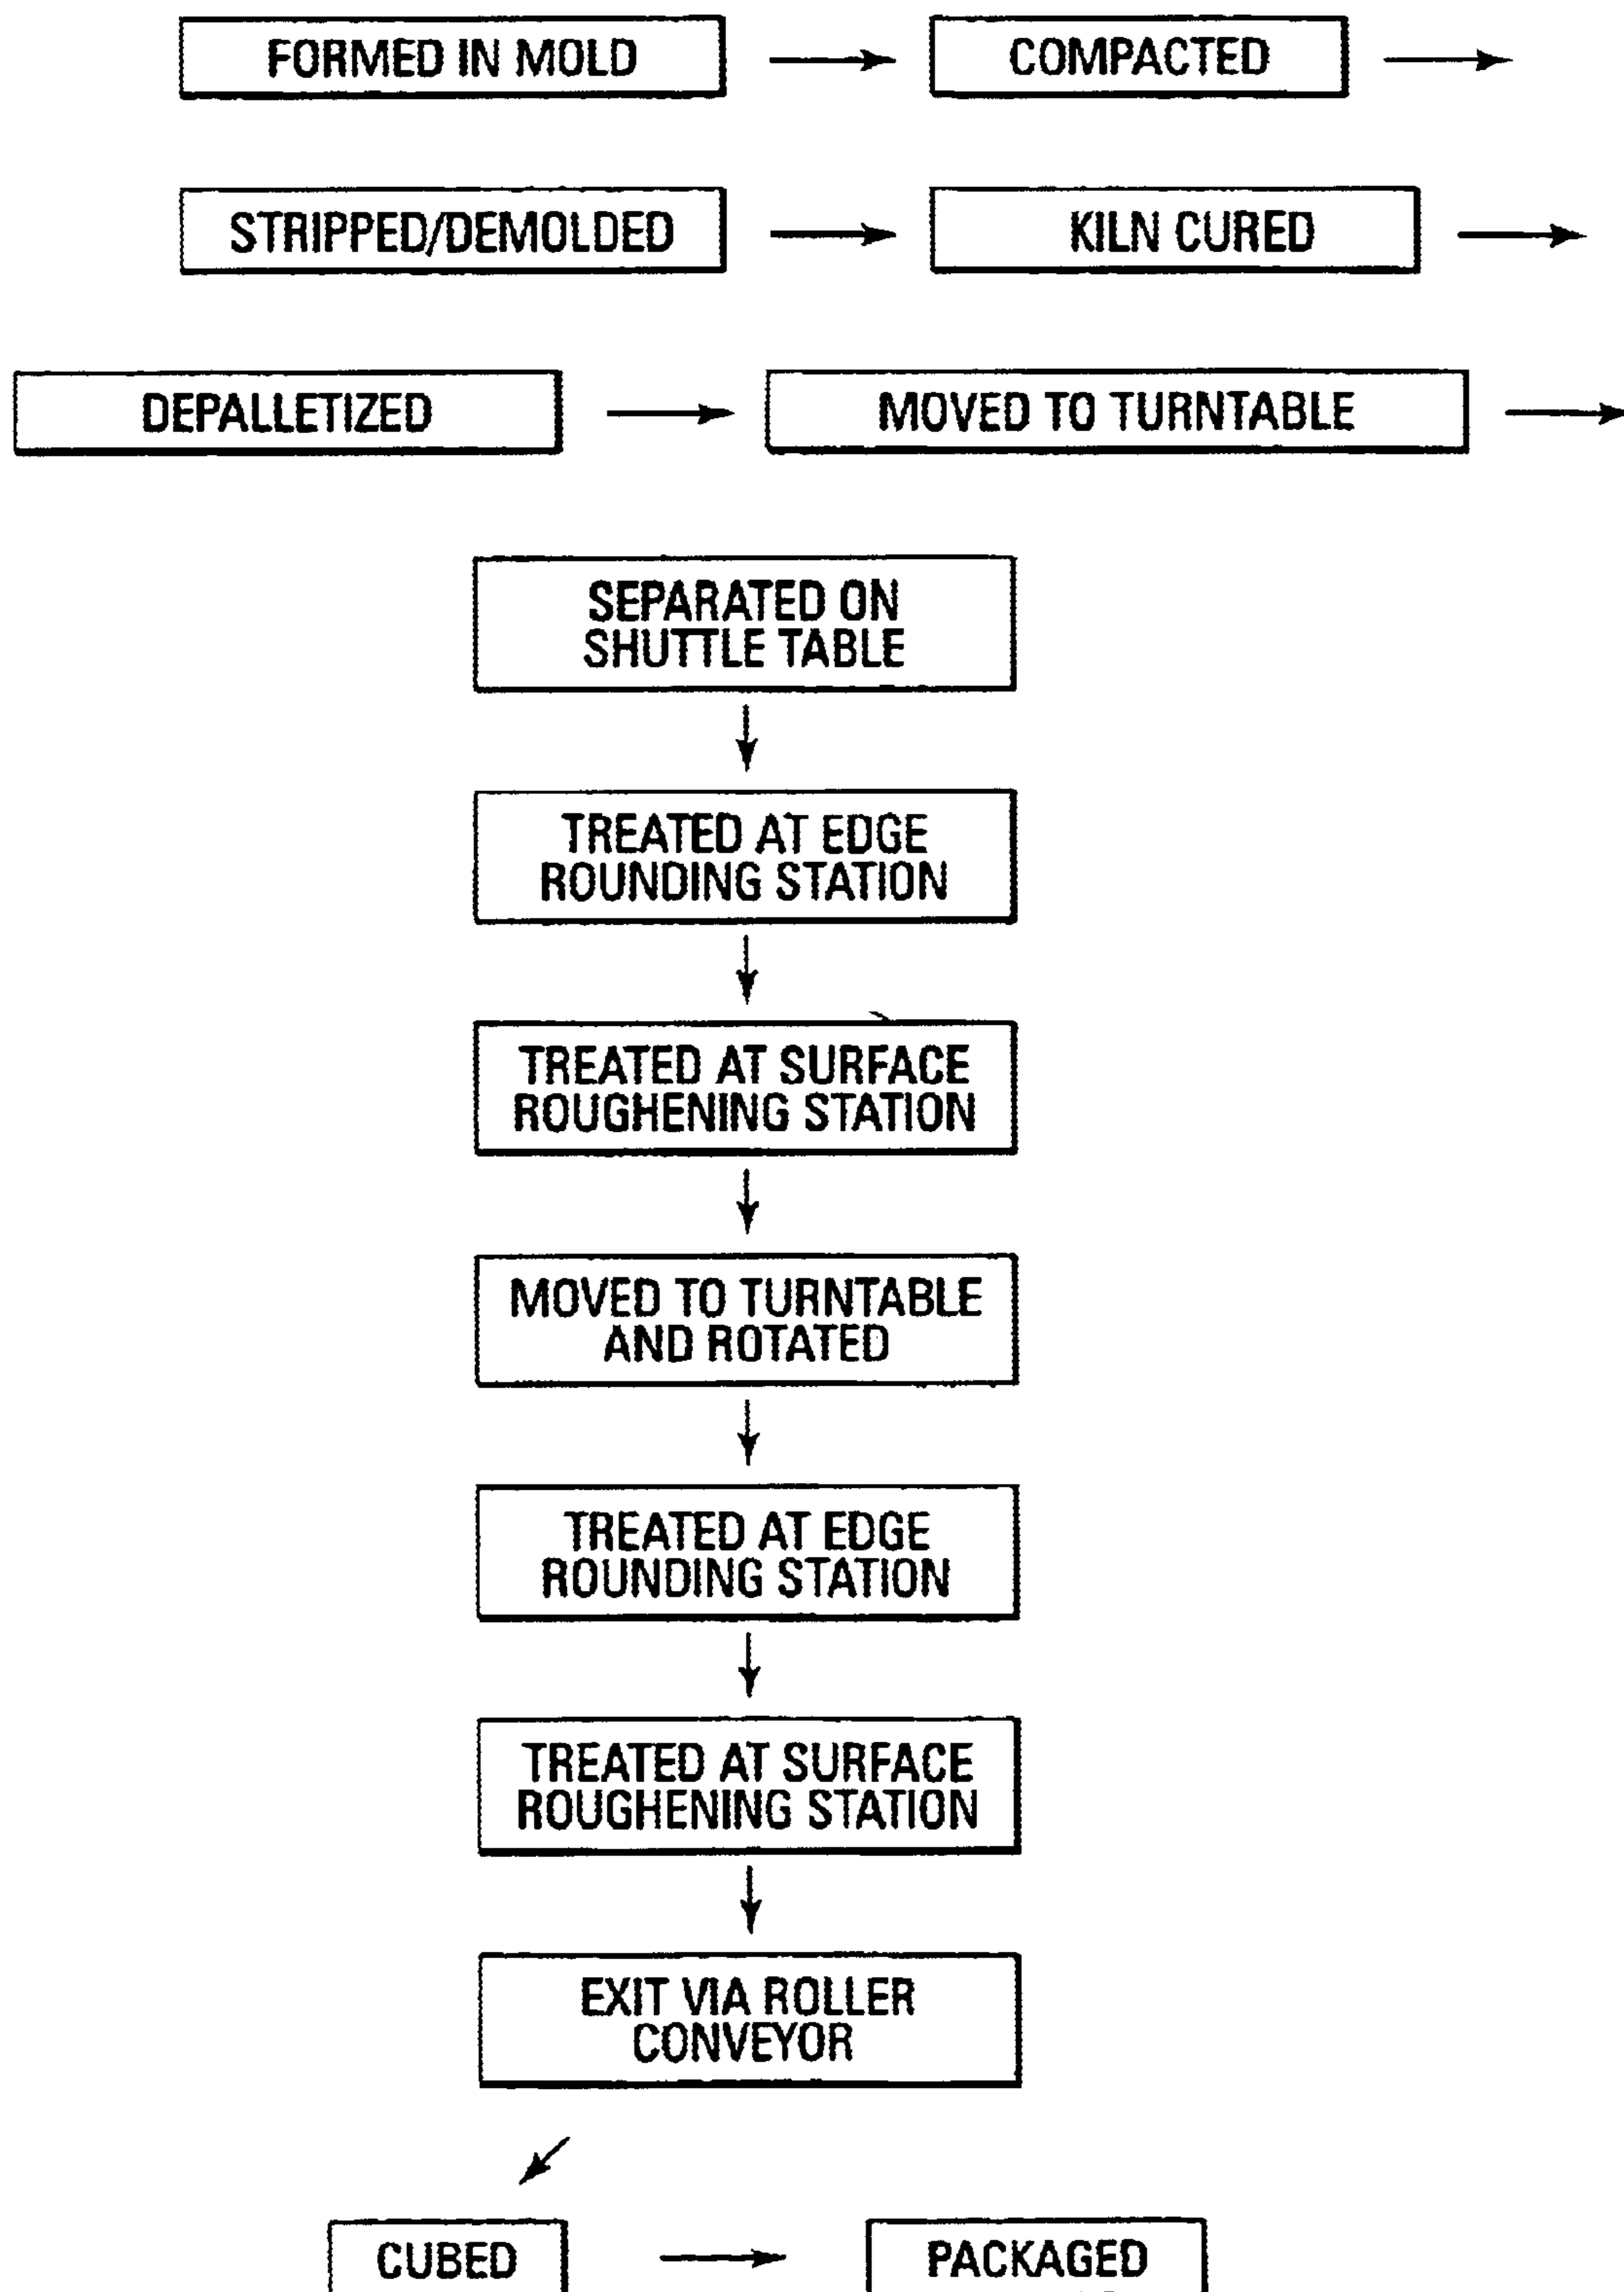 FORMED IN MOLD
COMPACTED
STRIPPED/DEMOLDED
KILN CURED
DEPALLETIZED
MOVED TO TURNTABLE
SEPARATED ON
SHUTTLE TABLE
TREATED AT EDGE
ROUNDING STATION
TREATED AT SURFACE
ROUGHENING STATION
MOVED TO TURNTABLE
AND ROTATED
TREATED AT EDGE
ROUNDING STATION
TREATED AT SURFACE
ROUGHENING STATION
EXIT VIA ROLLER
CONVEYOR
CUBED
PACKAGED